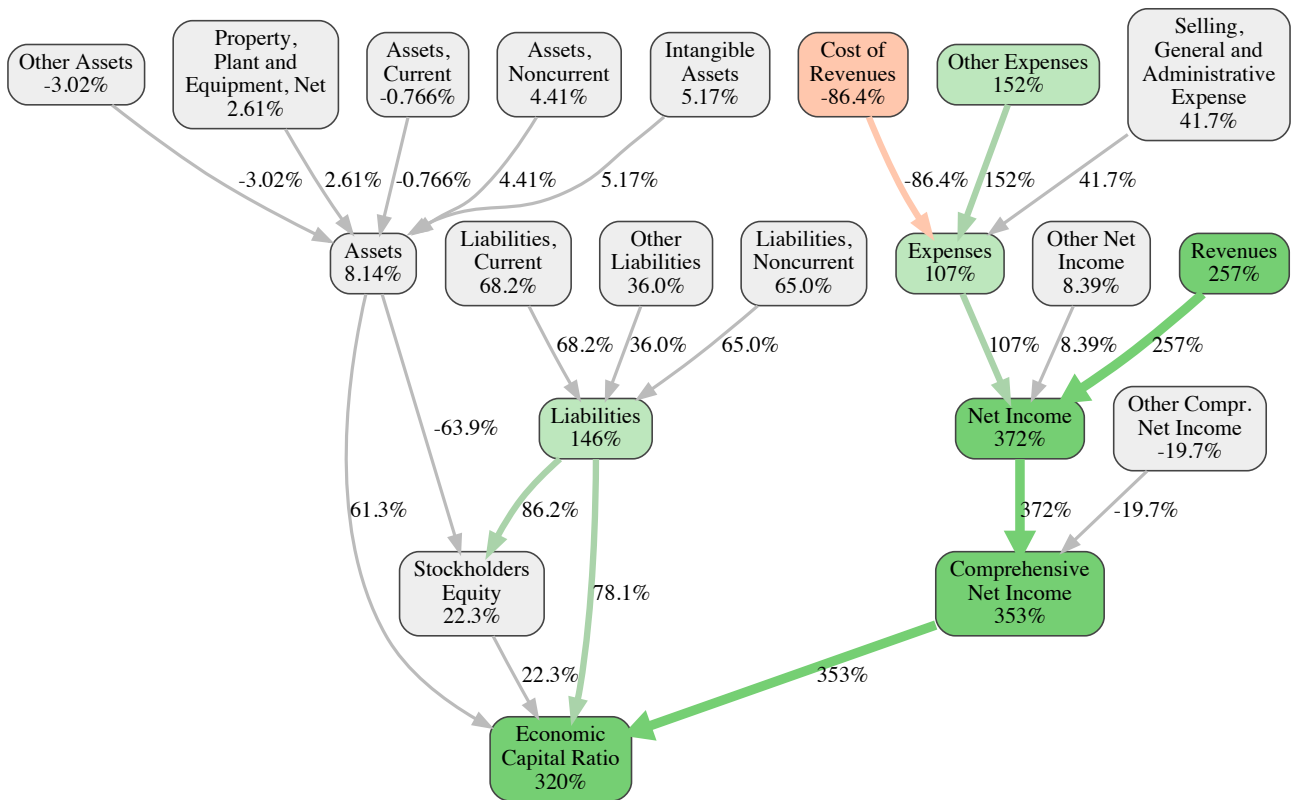 Other Assets
-3.02%
Property,
Plant and
Equipment, Net
2.61%
Assets,
Current
-0.766%
Assets,
Noncurrent
4.41%
Intangible
Assets
5.17%
Cost of
Revenues
-86.4%
Other Expenses
152%
Selling,
General and
Administrative
Expense
41.7%
-3.02%
2.61%
-0.766%
4.41%
5.17%
-86.4%
152%
41.7%
Assets
8.14%
Liabilities,
Current
68.2%
Other
Liabilities
36.0%
Liabilities,
Noncurrent
65.0%
Expenses
107%
Other Net
Income
8.39%
Revenues
257%
68.2%
36.0%
65.0%
107%
8.39%
257%
-63.9%
Liabilities
146%
Net Income
372%
Other Compr.
Net Income
-19.7%
61.3%
86.2%
372%
-19.7%
Stockholders
Equity
22.3%
78.1%
Comprehensive
Net Income
353%
22.3%
353%
Economic
Capital Ratio
320%